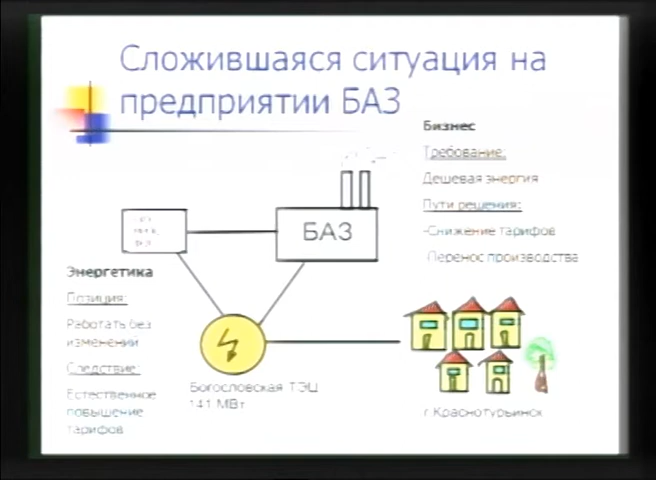 Сложившаяся ситуация на
предприятии БАЗ
Бизнес
Требование:
Дешевая энергия
Пути решения:
-Снижение тарифов
-Перенос производства
БАЗ
Энергетика
Позиция:
Работать без
изменений
Следствие:
Естественное
повышение
тарифов
Богословская ТЭЦ
141 МВт
г.Краснотурьинск